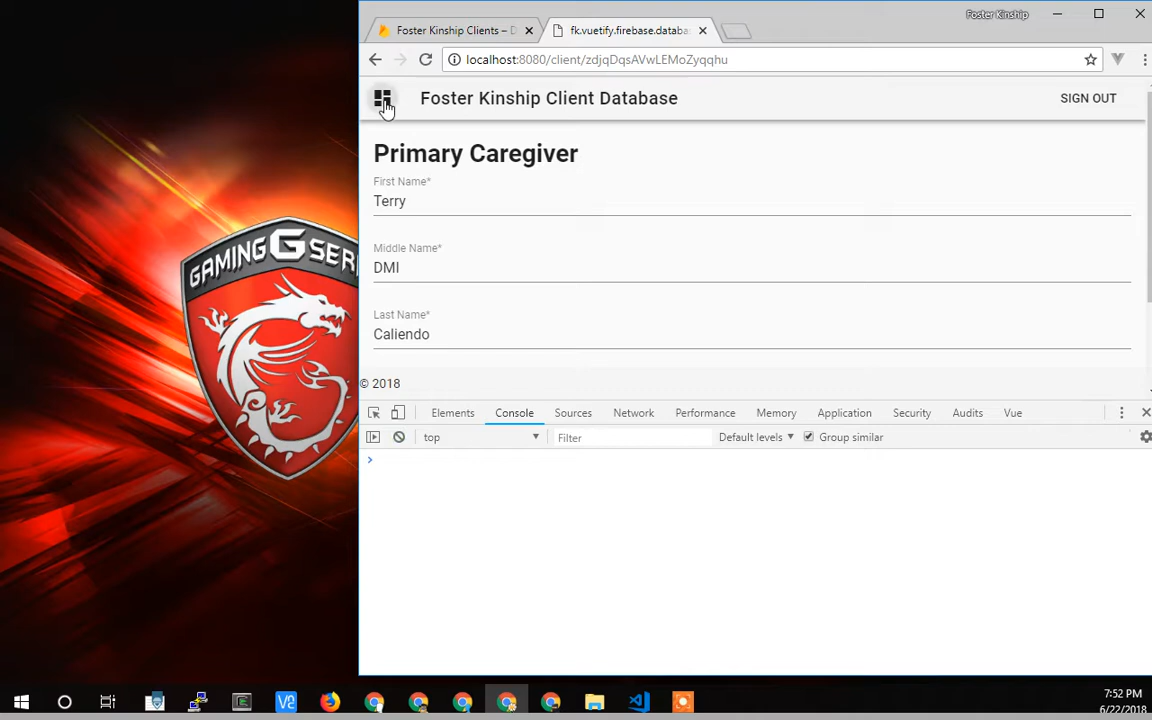 Foster Kinship
Foster Kinship Clients – D
fk.vuetify.firebase.databa
localhost:8080/client/zdjqDqsAVwLEMoZyqqhu
Foster Kinship Client Database
SIGN OUT
Primary Caregiver
First Name*
Terry
Middle Name*
DMI
Last Name*
Caliendo
© 2018
GAMING G SERI
Elements Console Sources Network Performance Memory Application Security Audits Vue
top Filter Default levels Group similar
7:52 PM
6/22/2018